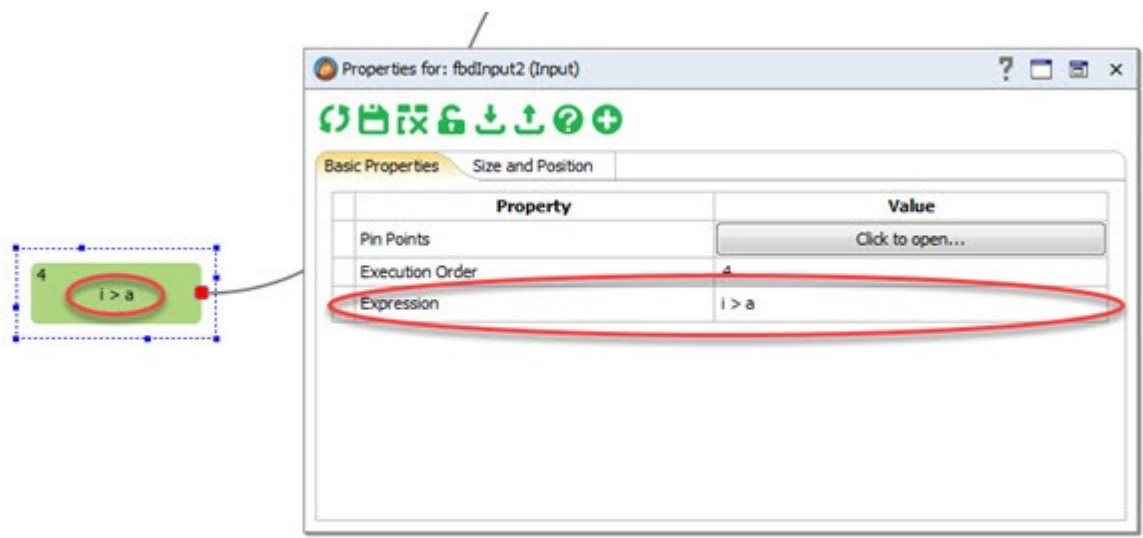 Properties for: fbdInput2 (Input)
Basic Properties Size and Position
Property Value
Pin Points Click to open...
Execution Order 4
Expression i > a
4
i > a